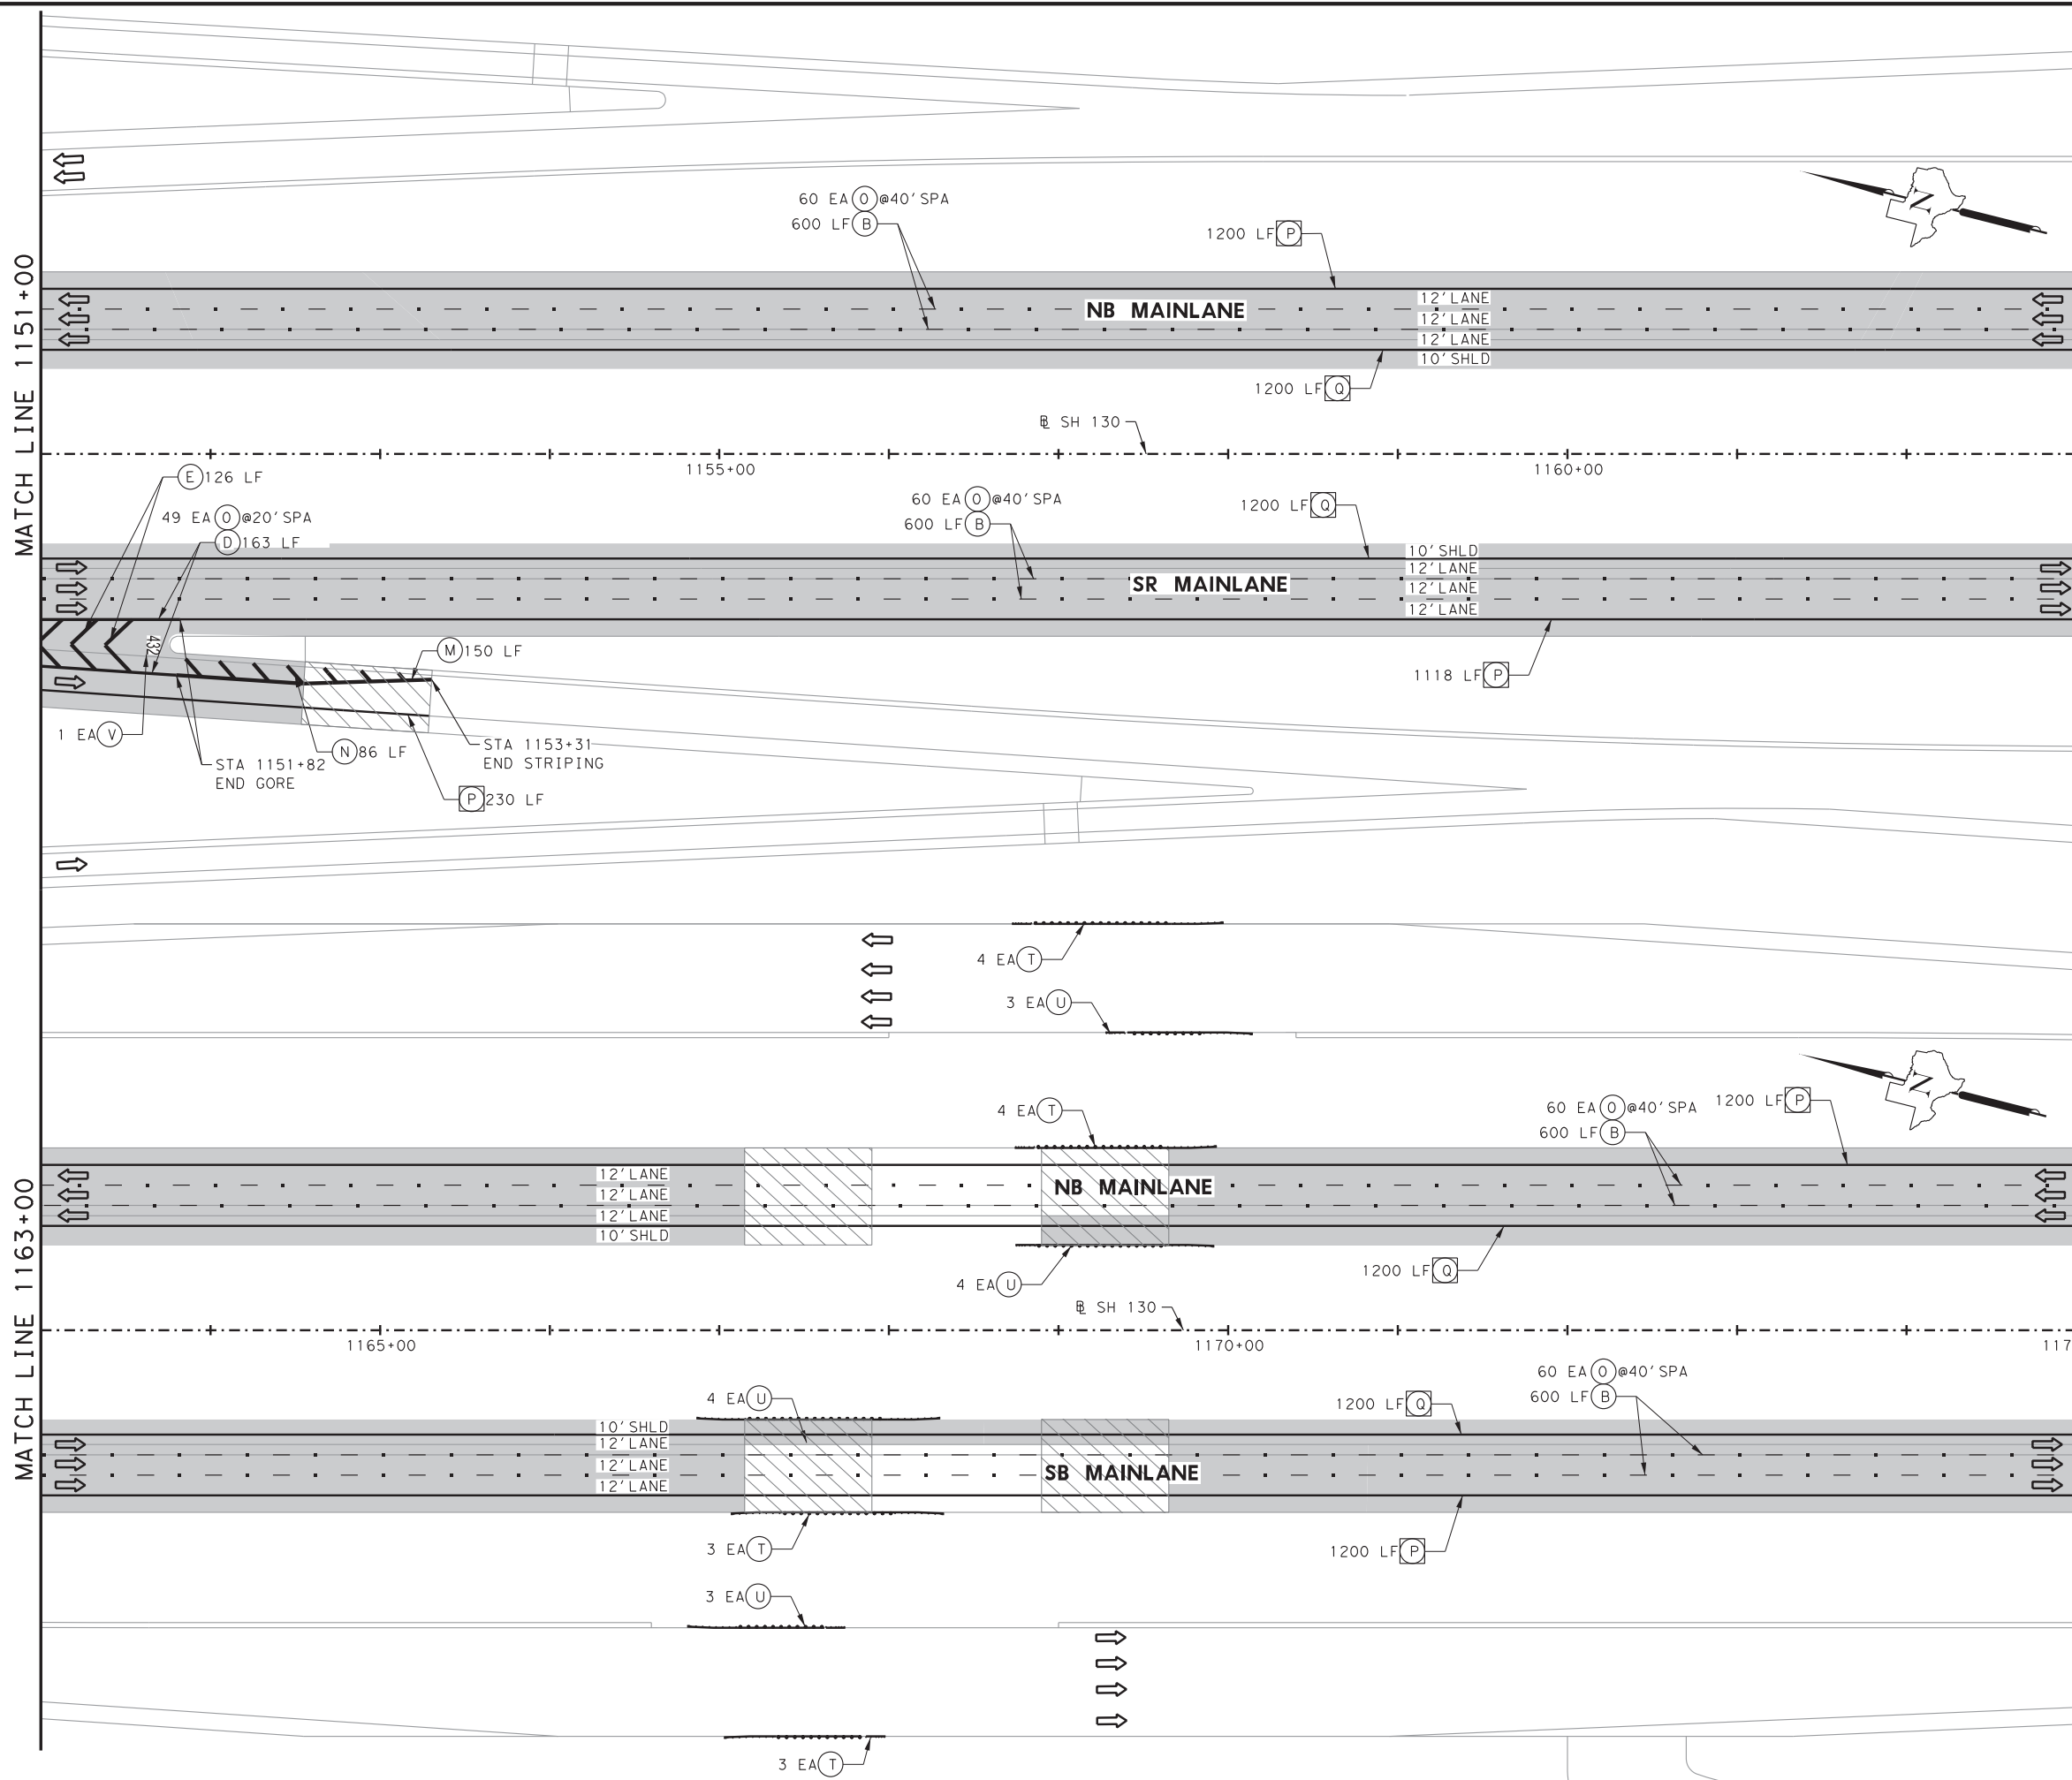 MATCH LINE 1151+00
60 EA O @40' SPA
600 LF B
1200 LF P
NB MAINLANE
12' LANE
12' LANE
12' LANE
10' SHLD
1200 LF Q
BL SH 130
1155+00
1160+00
E 126 LF
49 EA O @20' SPA
D 163 LF
60 EA O @40' SPA
600 LF B
1200 LF Q
10' SHLD
12' LANE
12' LANE
12' LANE
SR MAINLANE
432
M 150 LF
1118 LF P
1 EA V
STA 1151+82
END GORE
N 86 LF
STA 1153+31
END STRIPING
P 230 LF
4 EA T
3 EA U
MATCH LINE 1163+00
4 EA T
60 EA O @40' SPA
600 LF B
1200 LF P
12' LANE
12' LANE
12' LANE
10' SHLD
NB MAINLANE
4 EA U
1200 LF Q
BL SH 130
1165+00
1170+00
117
4 EA U
1200 LF Q
60 EA O @40' SPA
600 LF B
10' SHLD
12' LANE
12' LANE
12' LANE
SB MAINLANE
3 EA T
1200 LF P
3 EA U
3 EA T
N
N